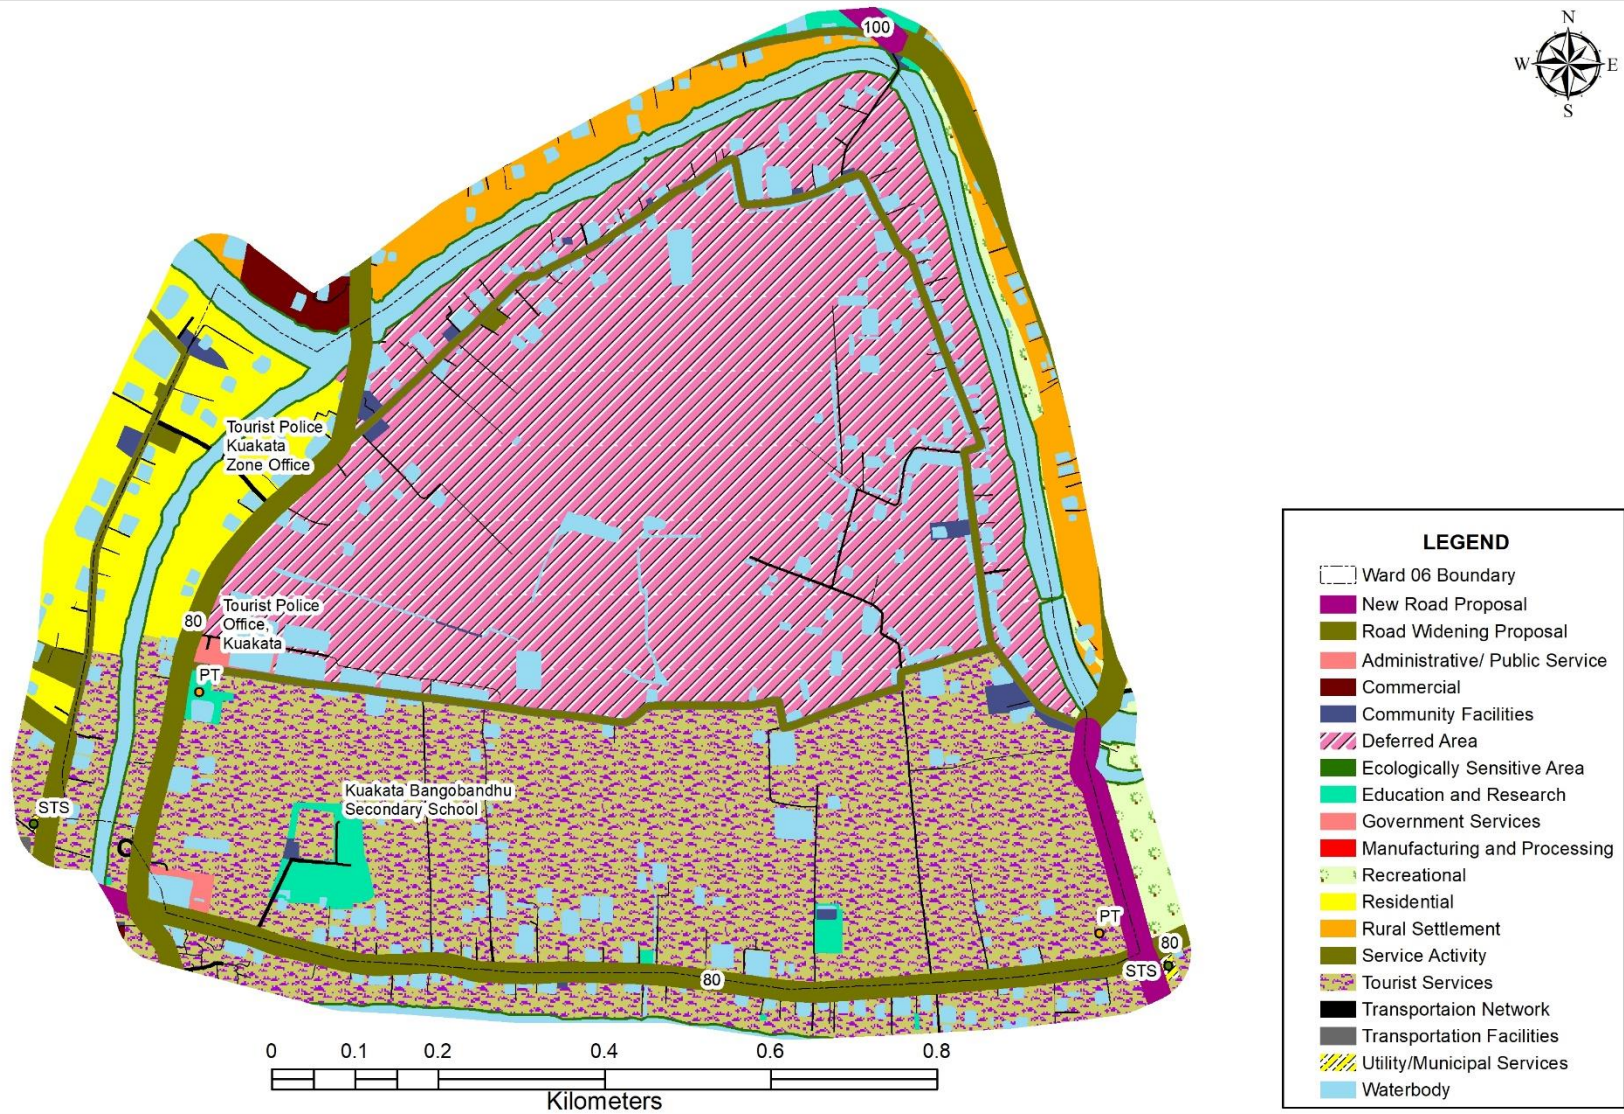 N
W E
S
100
Tourist Police
Kuakata
Zone Office
Tourist Police
Office,
Kuakata
80
PT
Kuakata Bangobandhu
Secondary School
STS
PT
80
STS
80
0 0.1 0.2 0.4 0.6 0.8
Kilometers
LEGEND
Ward 06 Boundary
New Road Proposal
Road Widening Proposal
Administrative/ Public Service
Commercial
Community Facilities
Deferred Area
Ecologically Sensitive Area
Education and Research
Government Services
Manufacturing and Processing
Recreational
Residential
Rural Settlement
Service Activity
Tourist Services
Transportaion Network
Transportation Facilities
Utility/Municipal Services
Waterbody